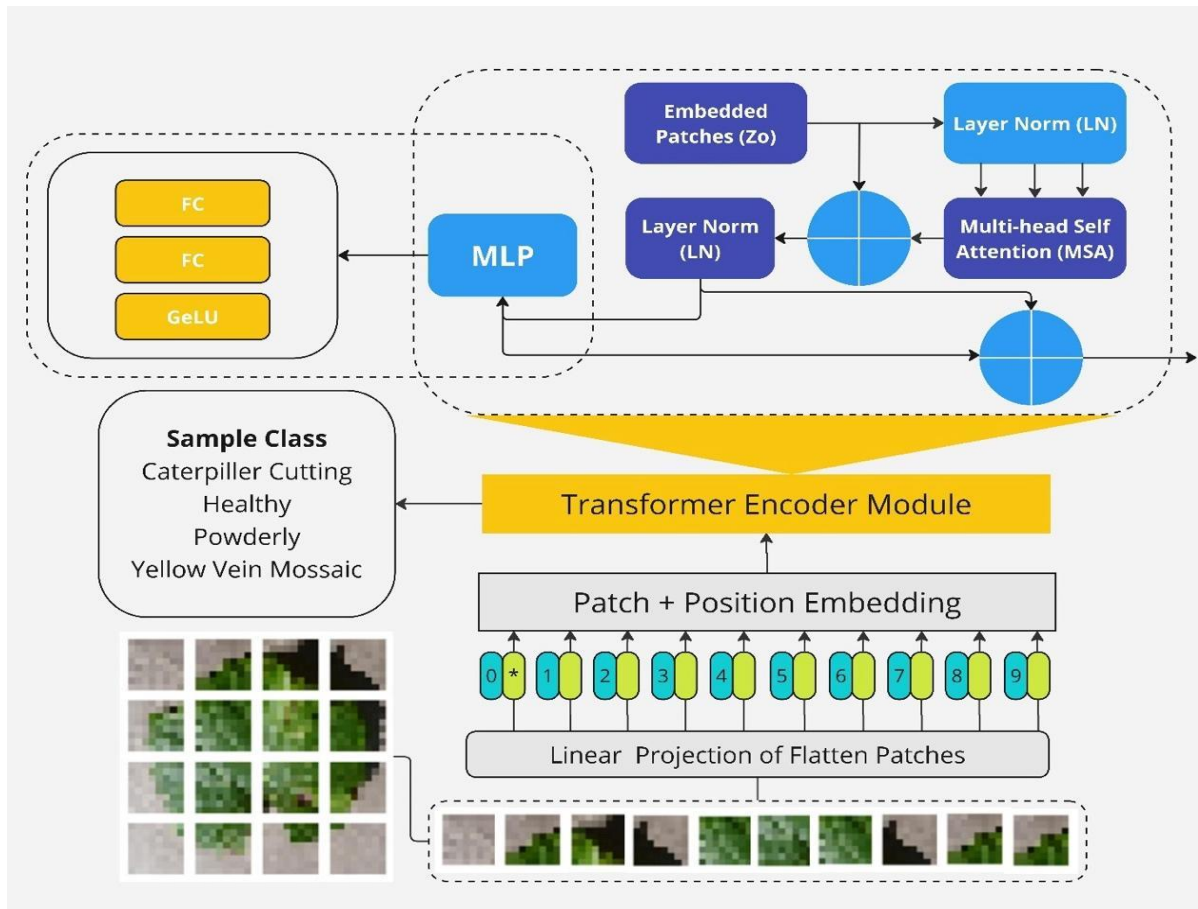 Embedded
Patches (Zo)
Layer Norm (LN)
FC
FC
GeLU
MLP
Layer Norm
(LN)
Multi-head Self
Attention (MSA)
Sample Class
Caterpiller Cutting
Healthy
Powderly
Yellow Vein Mossaic
Transformer Encoder Module
Patch + Position Embedding
0 * 1 2 3 4 5 6 7 8 9
Linear Projection of Flatten Patches